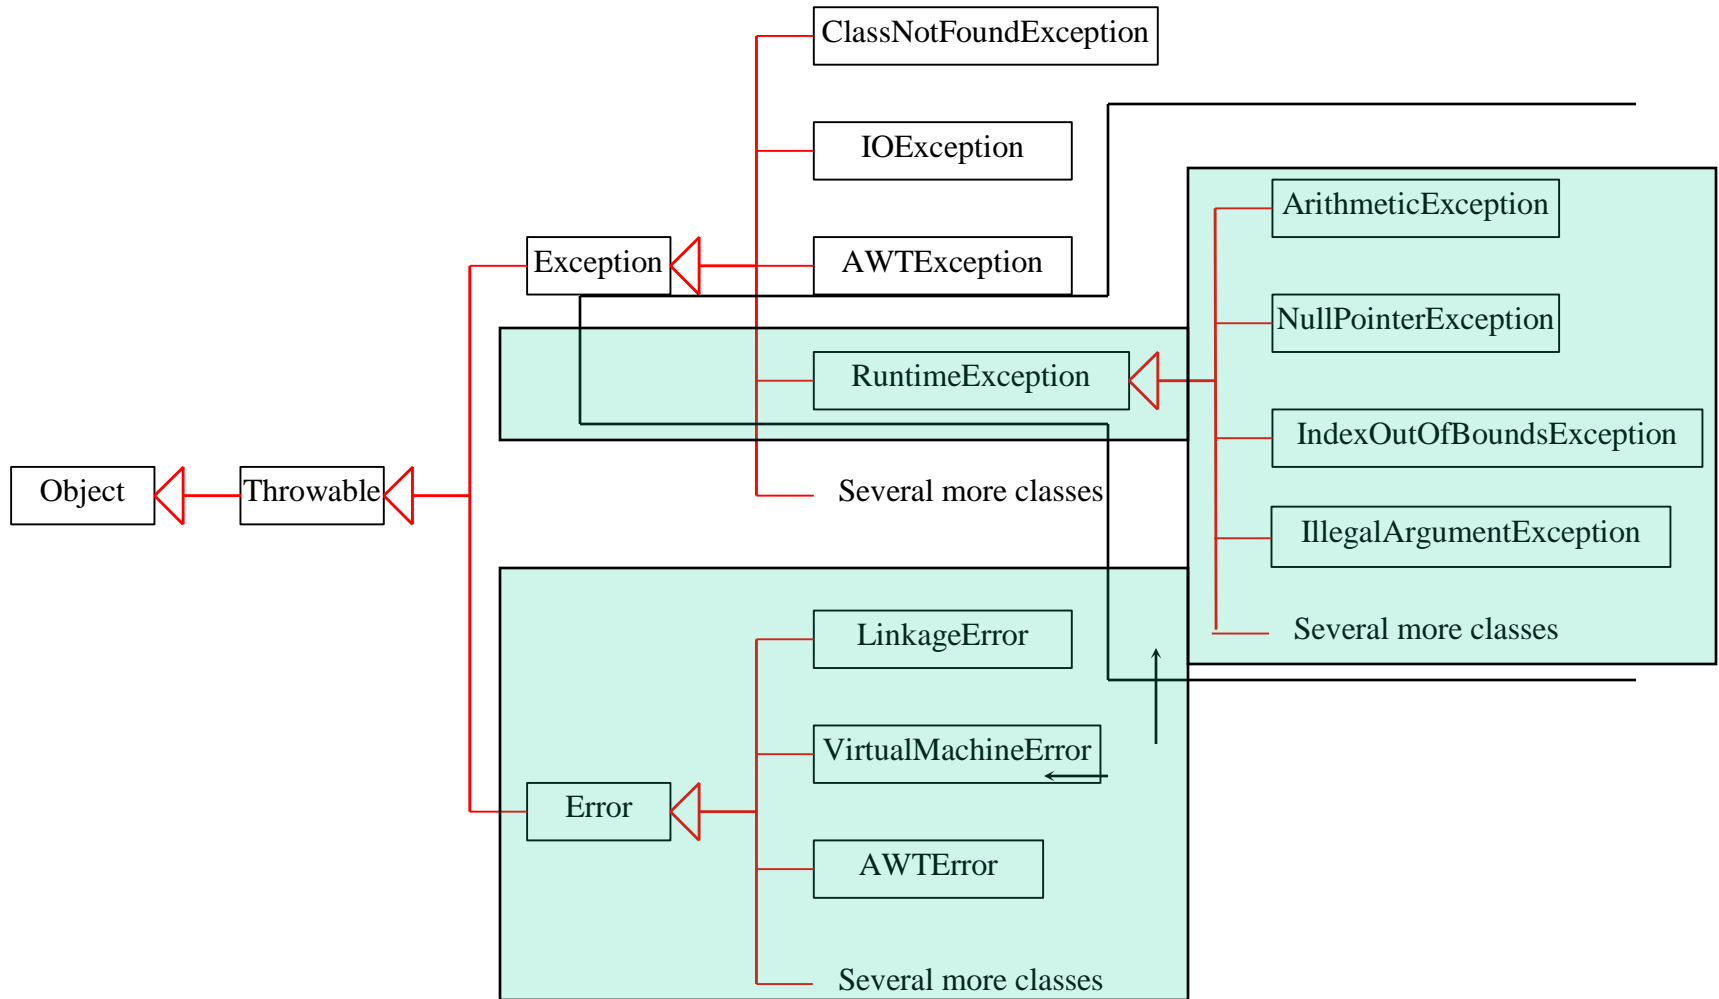 ClassNotFoundException
IOException
ArithmeticException
Exception
AWTException
NullPointerException
RuntimeException
IndexOutOfBoundsException
Object
Throwable
Several more classes
IllegalArgumentException
LinkageError
Several more classes
VirtualMachineError
Error
AWTError
Several more classes